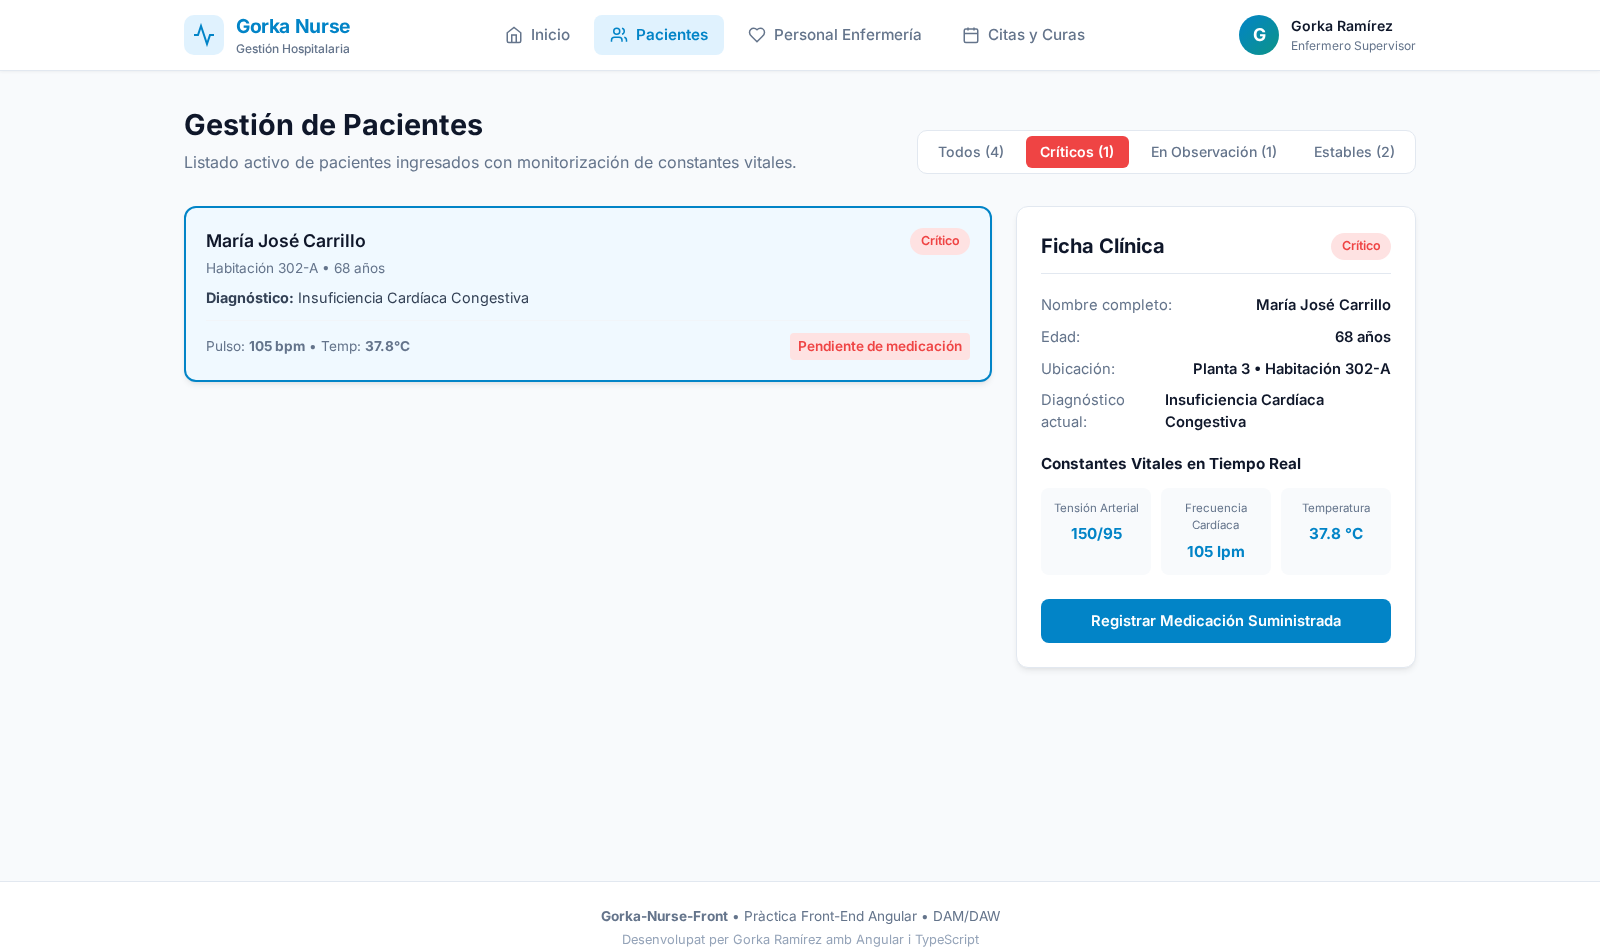 Gorka Nurse
Gestión Hospitalaria
Inicio
Pacientes
Personal Enfermería
Citas y Curas
G
Gorka Ramírez
Enfermero Supervisor
Gestión de Pacientes
Listado activo de pacientes ingresados con monitorización de constantes vitales.
Todos (4)
Críticos (1)
En Observación (1)
Estables (2)
María José Carrillo
Crítico
Habitación 302-A • 68 años
Diagnóstico: Insuficiencia Cardíaca Congestiva
Pulso: 105 bpm • Temp: 37.8°C
Pendiente de medicación
Ficha Clínica
Crítico
Nombre completo:
María José Carrillo
Edad:
68 años
Ubicación:
Planta 3 • Habitación 302-A
Diagnóstico
actual:
Insuficiencia Cardíaca
Congestiva
Constantes Vitales en Tiempo Real
Tensión Arterial
150/95
Frecuencia
Cardíaca
105 lpm
Temperatura
37.8 °C
Registrar Medicación Suministrada
Gorka-Nurse-Front • Pràctica Front-End Angular • DAM/DAW
Desenvolupat per Gorka Ramírez amb Angular i TypeScript